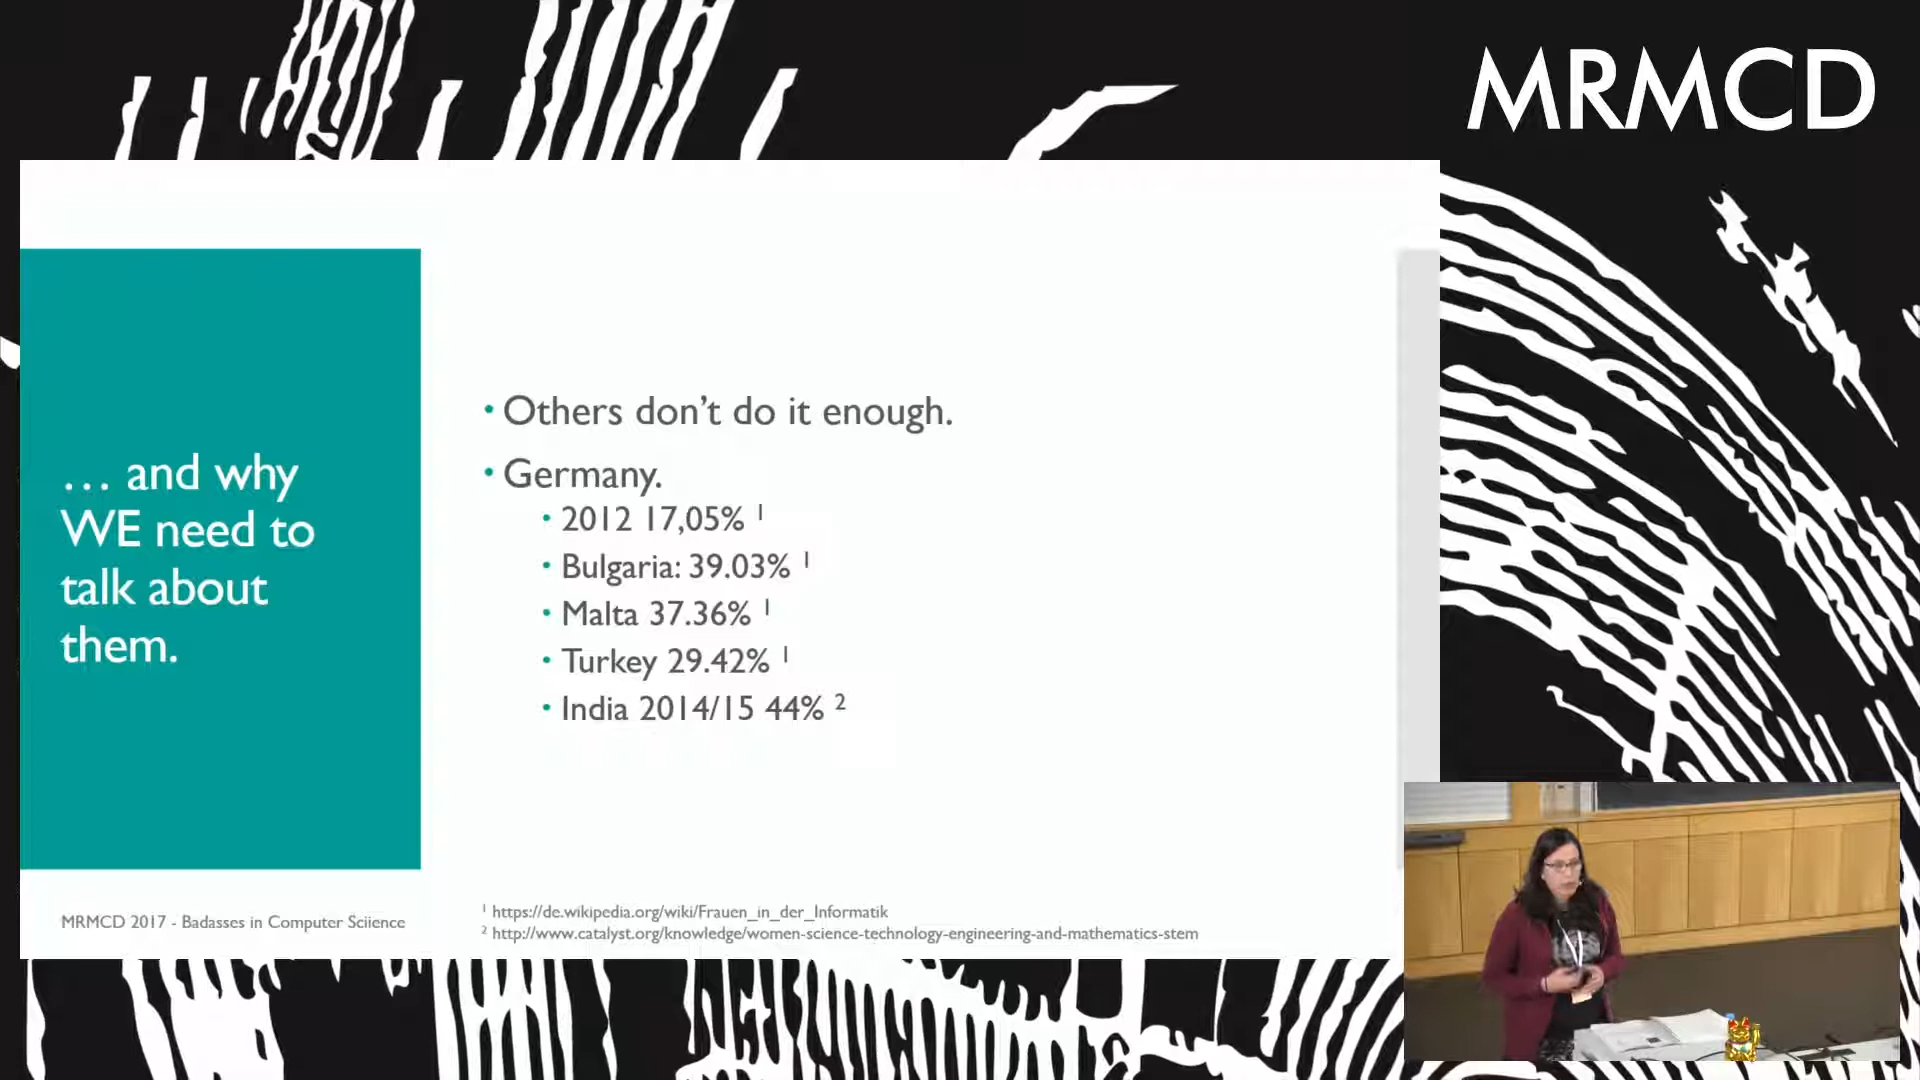 MRMCD
… and why
WE need to
talk about
them.
• Others don’t do it enough.
• Germany.
• 2012 17,05% 1
• Bulgaria: 39.03% 1
• Malta 37.36% 1
• Turkey 29.42% 1
• India 2014/15 44% 2
MRMCD 2017 - Badasses in Computer Sciience
1 https://de.wikipedia.org/wiki/Frauen_in_der_Informatik
2 http://www.catalyst.org/knowledge/women-science-technology-engineering-and-mathematics-stem